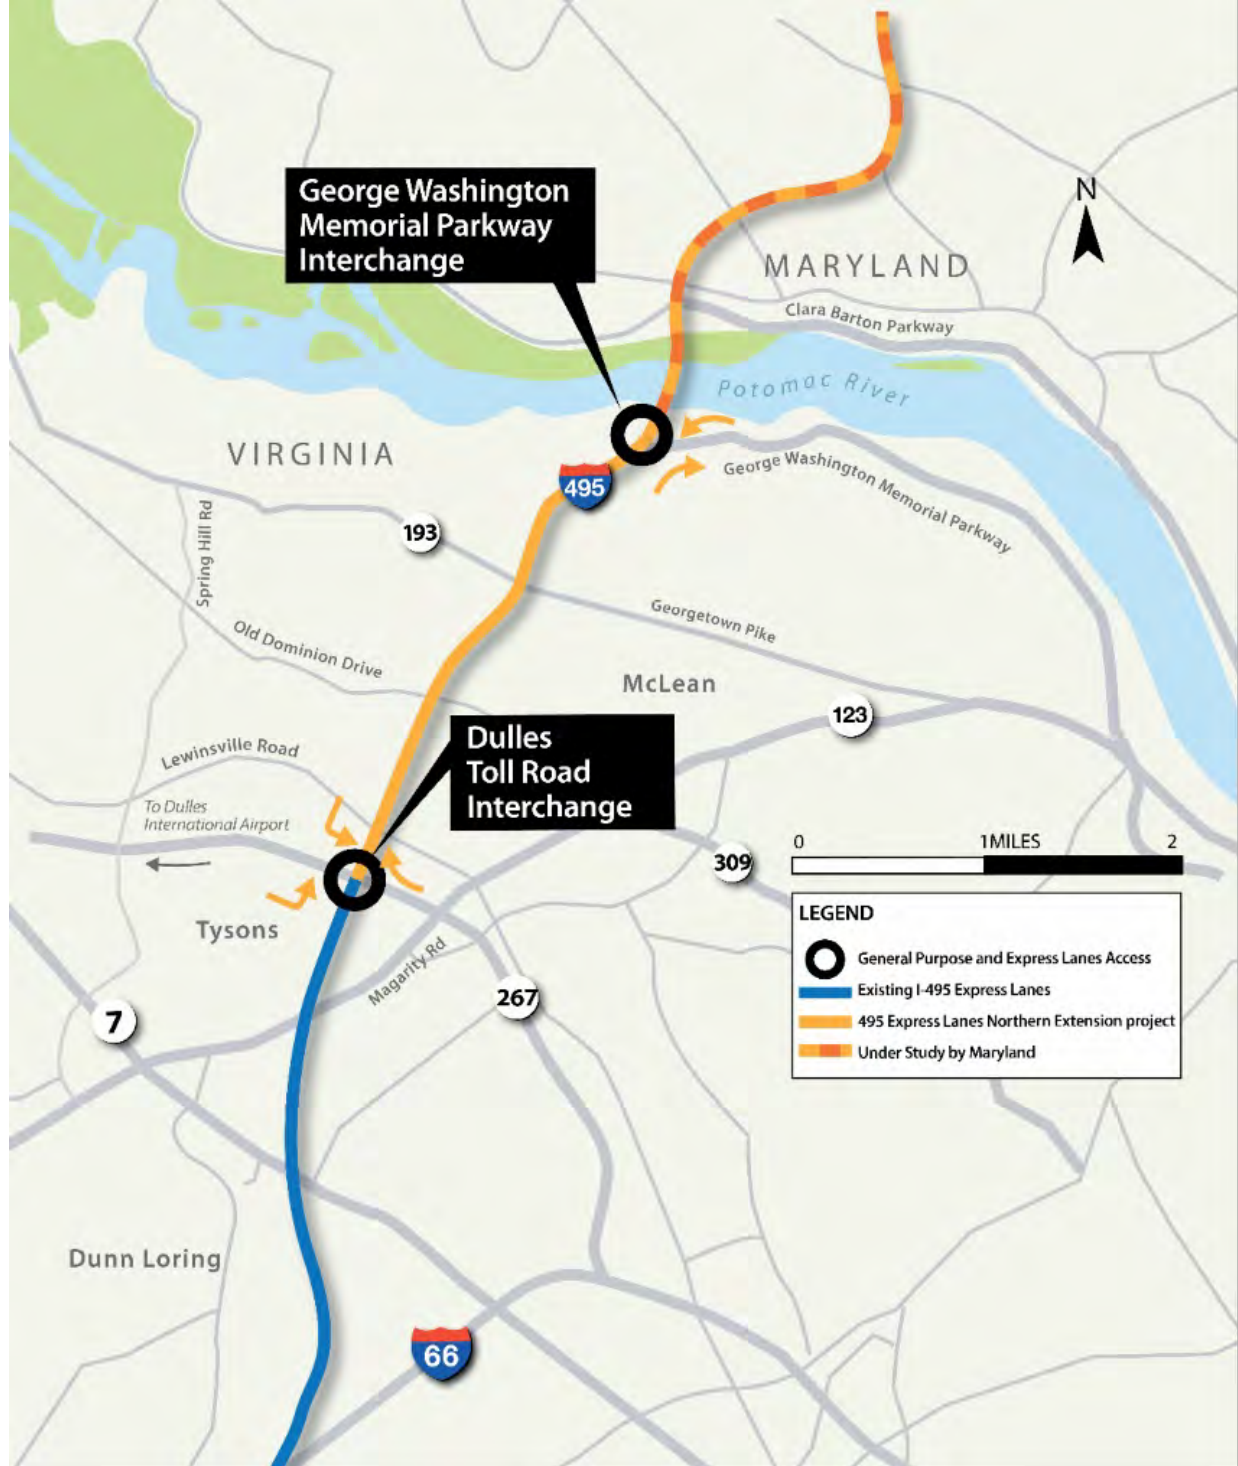 George Washington
Memorial Parkway
Interchange
N
MARYLAND
Clara Barton Parkway
Potomac River
VIRGINIA
George Washington Memorial Parkway
495
193
Spring Hill Rd
Georgetown Pike
Old Dominion Drive
McLean
123
Dulles
Toll Road
Interchange
Lewinsville Road
To Dulles
International Airport
0 1 MILES 2
309
LEGEND
General Purpose and Express Lanes Access
Existing I-495 Express Lanes
495 Express Lanes Northern Extension project
Under Study by Maryland
Tysons
Magarity Rd
267
7
Dunn Loring
66